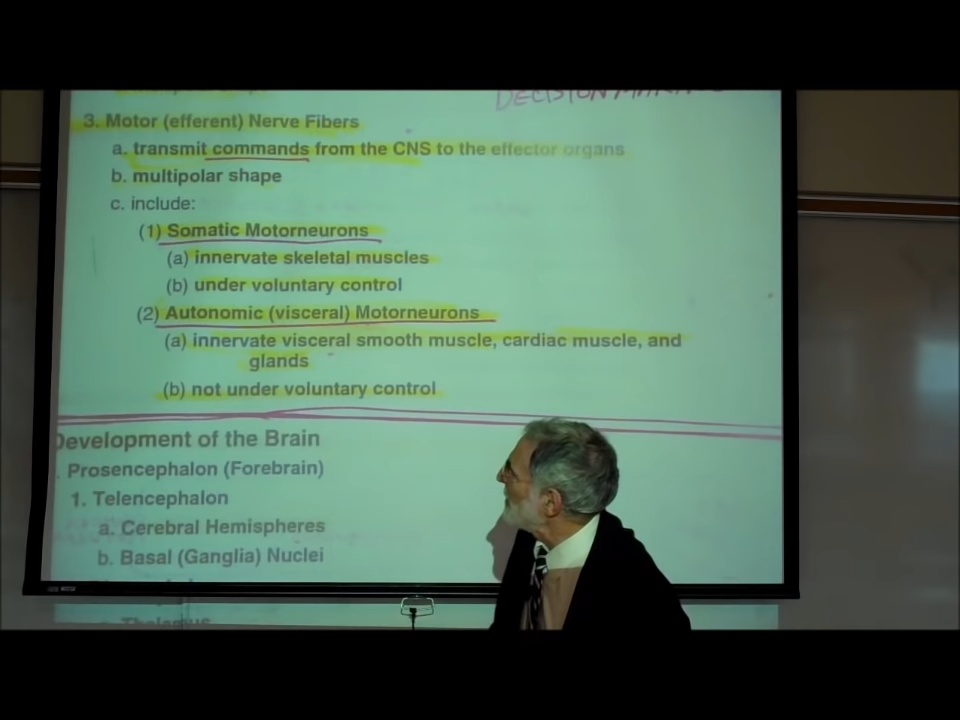 DECISION
3. Motor (efferent) Nerve Fibers
a. transmit commands from the CNS to the effector organs
b. multipolar shape
c. include:
(1) Somatic Motorneurons
(a) innervate skeletal muscles
(b) under voluntary control
(2) Autonomic (visceral) Motorneurons
(a) innervate visceral smooth muscle, cardiac muscle, and
glands
(b) not under voluntary control
Development of the Brain
Prosencephalon (Forebrain)
1. Telencephalon
a. Cerebral Hemispheres
b. Basal (Ganglia) Nuclei
Thalamus